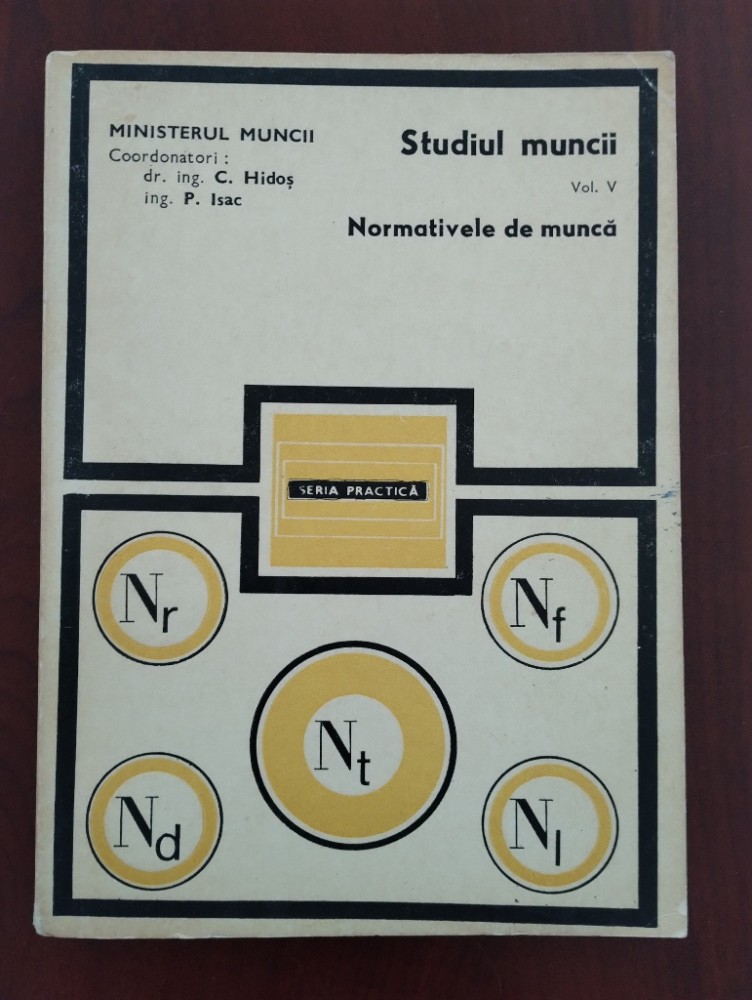 MINISTERUL MUNCII
Coordonatori :
dr. ing. C. Hidoș
ing. P. Isac
Studiul muncii
Vol. V
Normativele de muncă
SERIA PRACTICĂ
Nr
Nf
Nt
Nd
Nl